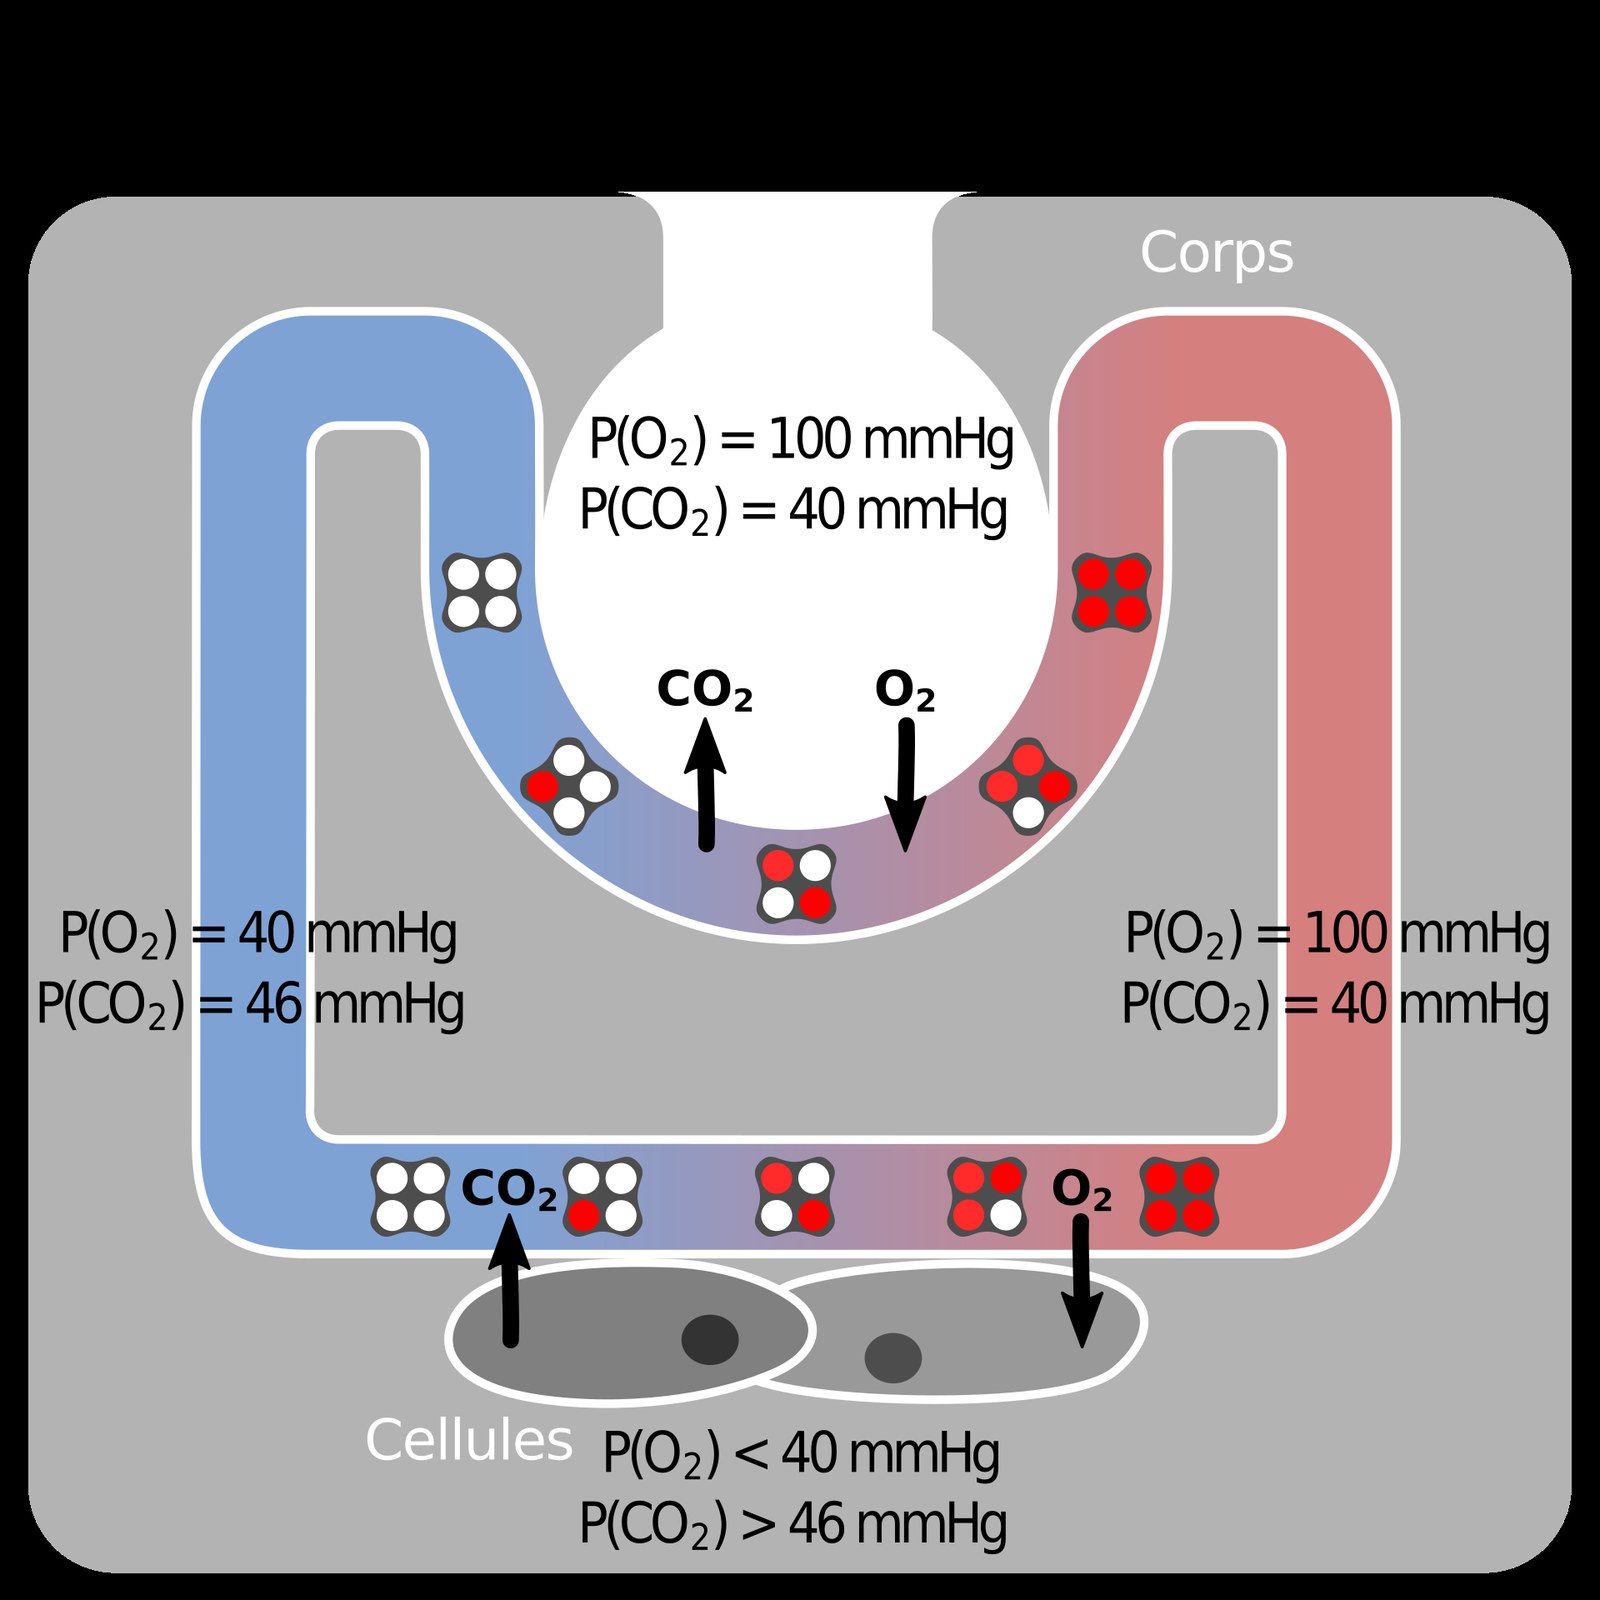 Corps
P(O₂) = 100 mmHg
P(CO₂) = 40 mmHg
CO₂
O₂
P(O₂) = 40 mmHg
P(CO₂) = 46 mmHg
P(O₂) = 100 mmHg
P(CO₂) = 40 mmHg
CO₂
O₂
Cellules
P(O₂) < 40 mmHg
P(CO₂) > 46 mmHg